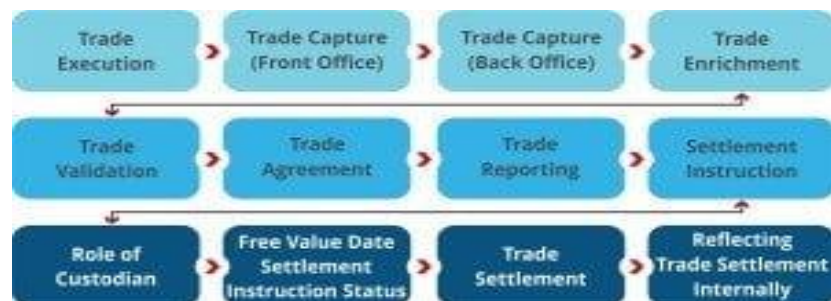 Trade
Execution
Trade Capture
(Front Office)
Trade Capture
(Back Office)
Trade
Enrichment
Trade
Validation
Trade
Agreement
Trade
Reporting
Settlement
Instruction
Role of
Custodian
Free Value Date
Settlement
Instruction Status
Trade
Settlement
Reflecting
Trade Settlement
Internally